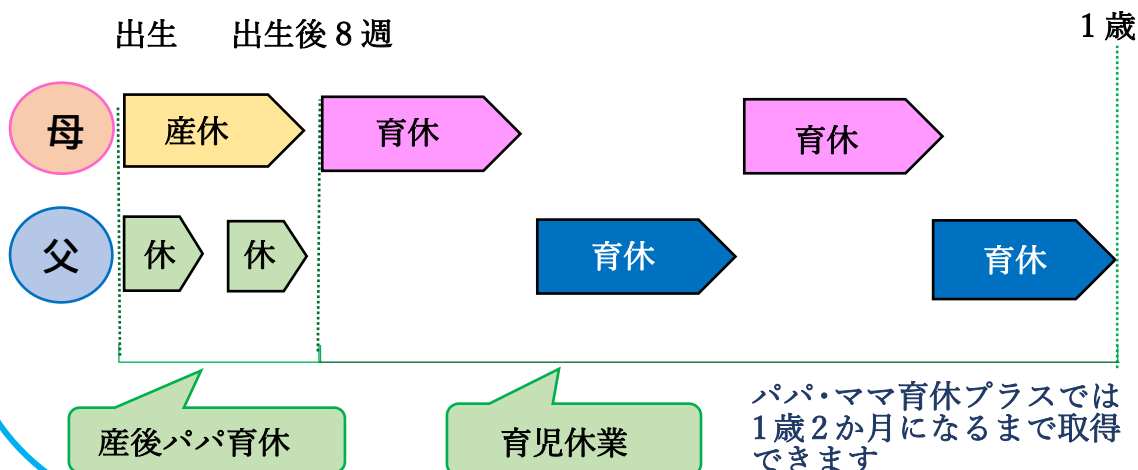 出生
出生後８週
１歳
母
産休
育休
育休
父
休
休
育休
育休
産後パパ育休
育児休業
パパ・ママ育休プラスでは
１歳２か月になるまで取得
できます